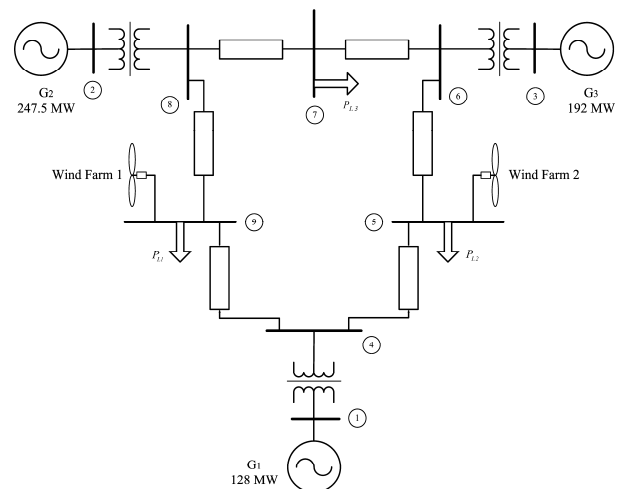 G2
247.5 MW
2
8
7
PL3
6
3
G3
192 MW
Wind Farm 1
Wind Farm 2
9
5
PL1
PL2
4
1
G1
128 MW